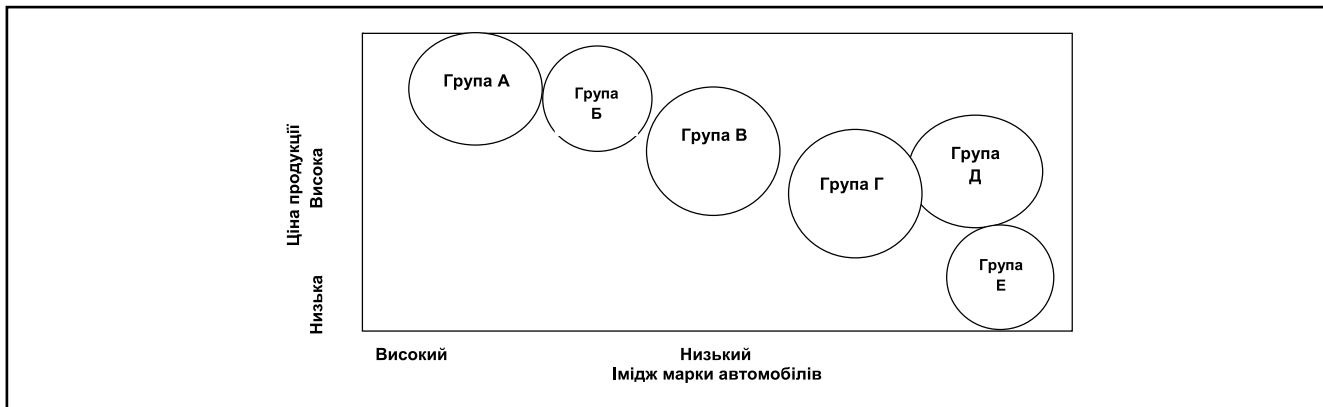 Група А
Група
Б
Група В
Група Г
Група
Д
Група
Е
Ціна продукції
Висока
Низька
Високий
Низький
Імідж марки автомобілів